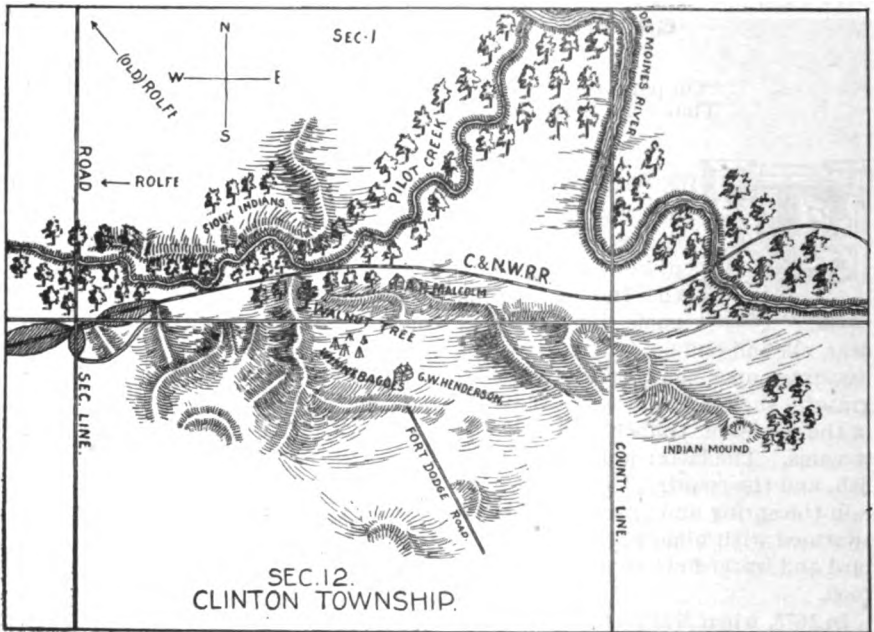 N
SEC. I
(OLD) ROLFE
W E
S
DES MOINES RIVER
ROAD
← ROLFE
PILOT CREEK
SIOUX INDIANS
C. & N.W. R.R.
MALCOLM
WALNUT TREE
WINNEBAGOES
G.W. HENDERSON.
SEC. LINE.
FORT DODGE ROAD.
COUNTY LINE.
INDIAN MOUND
SEC. 12.
CLINTON TOWNSHIP.